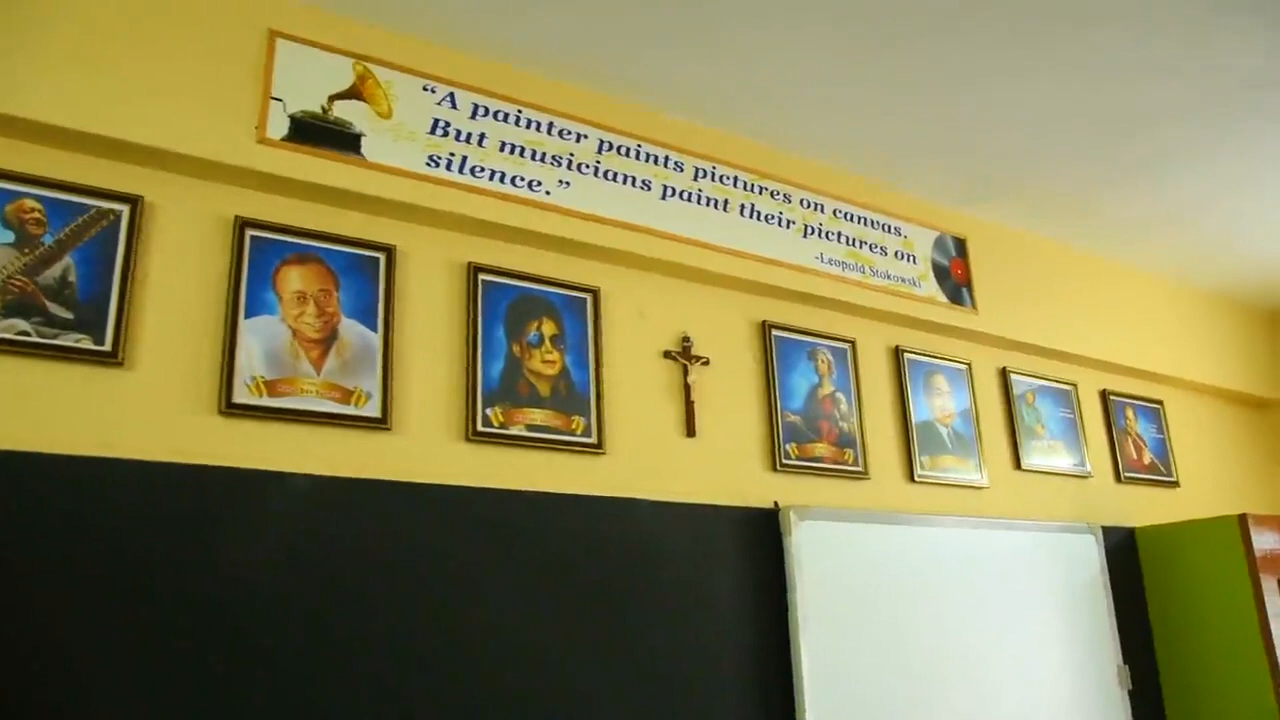 “A painter paints pictures on canvas.
But musicians paint their pictures on
silence.”
-Leopold Stokowski